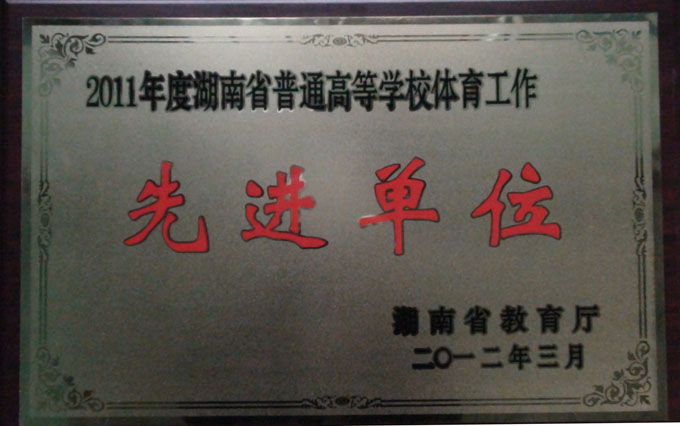 2011年度湖南省普通高等学校体育工作
先进单位
湖南省教育厅
二〇一二年三月